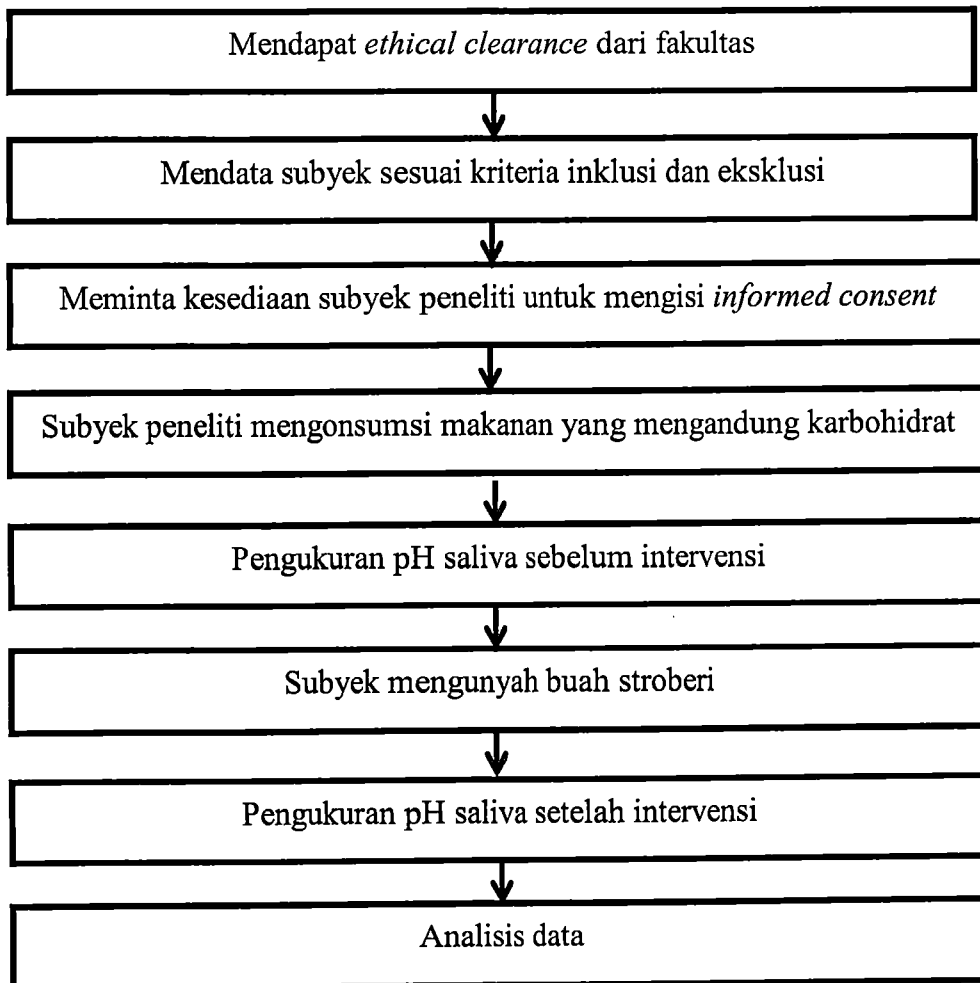 Mendapat ethical clearance dari fakultas
Mendata subyek sesuai kriteria inklusi dan eksklusi
Meminta kesediaan subyek peneliti untuk mengisi informed consent
Subyek peneliti mengonsumsi makanan yang mengandung karbohidrat
Pengukuran pH saliva sebelum intervensi
Subyek mengunyah buah stroberi
Pengukuran pH saliva setelah intervensi
Analisis data